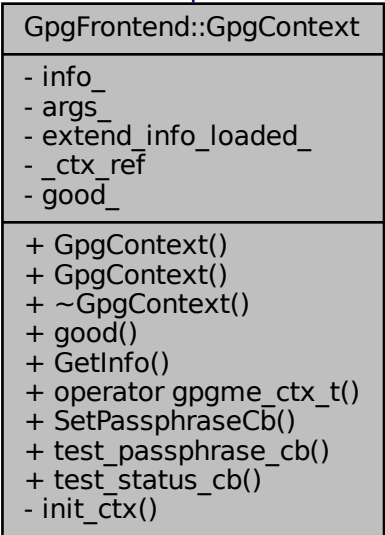 GpgFrontend::GpgContext
- info_
- args_
- extend_info_loaded_
- _ctx_ref
- good_
+ GpgContext()
+ GpgContext()
+ ~GpgContext()
+ good()
+ GetInfo()
+ operator gpgme_ctx_t()
+ SetPassphraseCb()
+ test_passphrase_cb()
+ test_status_cb()
- init_ctx()